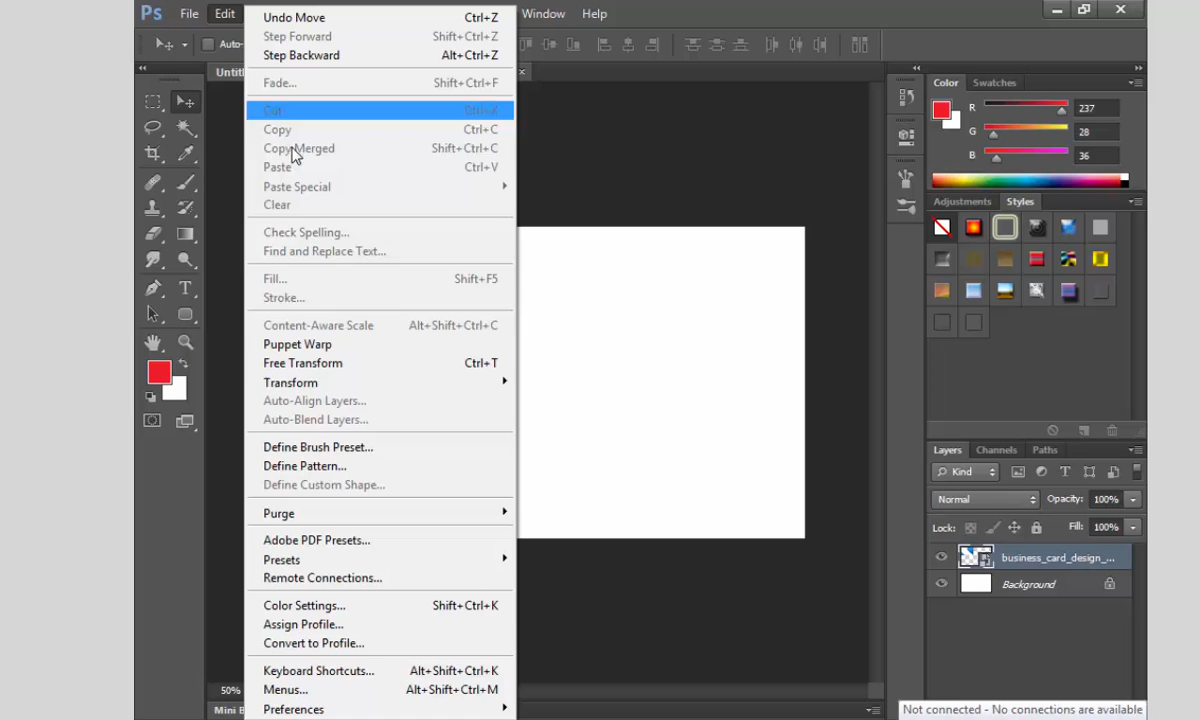 Ps File Edit Window Help
Auto-
Untitl
Undo Move Ctrl+Z
Step Forward Shift+Ctrl+Z
Step Backward Alt+Ctrl+Z
Fade... Shift+Ctrl+F
Cut Ctrl+X
Copy Ctrl+C
Copy Merged Shift+Ctrl+C
Paste Ctrl+V
Paste Special
Clear
Check Spelling...
Find and Replace Text...
Fill... Shift+F5
Stroke...
Content-Aware Scale Alt+Shift+Ctrl+C
Puppet Warp
Free Transform Ctrl+T
Transform
Auto-Align Layers...
Auto-Blend Layers...
Define Brush Preset...
Define Pattern...
Define Custom Shape...
Purge
Adobe PDF Presets...
Presets
Remote Connections...
Color Settings... Shift+Ctrl+K
Assign Profile...
Convert to Profile...
Keyboard Shortcuts... Alt+Shift+Ctrl+K
Menus... Alt+Shift+Ctrl+M
Preferences
50%
Mini B
Color Swatches
R 237
G 28
B 36
Adjustments Styles
Layers Channels Paths
Kind T
Normal Opacity: 100%
Lock: Fill: 100%
business_card_design_...
Background
Not connected - No connections are available